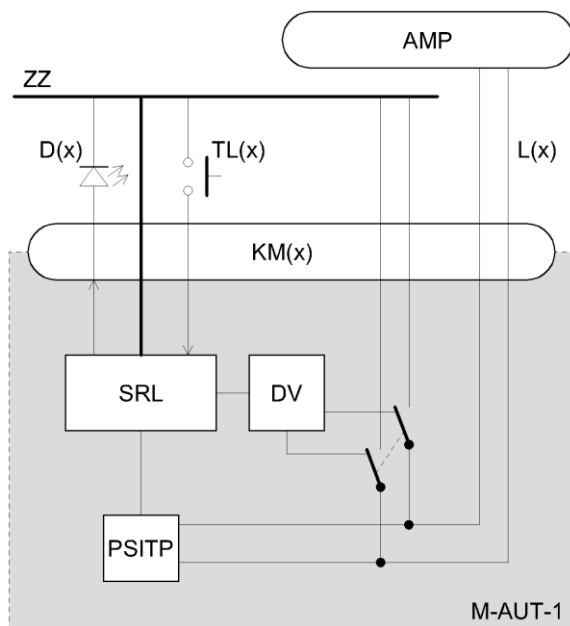 AMP
ZZ
D(x)
TL(x)
L(x)
KM(x)
SRL
DV
PSITP
M-AUT-1